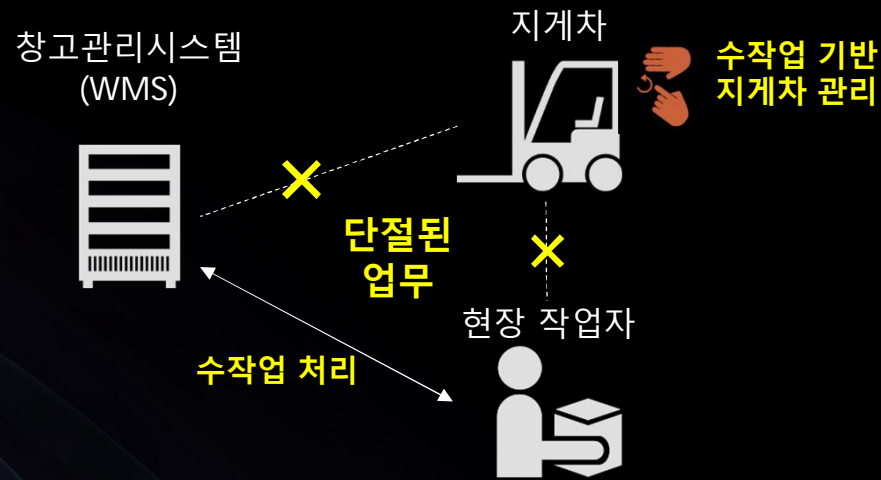 창고관리시스템
(WMS)
지게차
수작업 기반
지게차 관리
단절된
업무
현장 작업자
수작업 처리